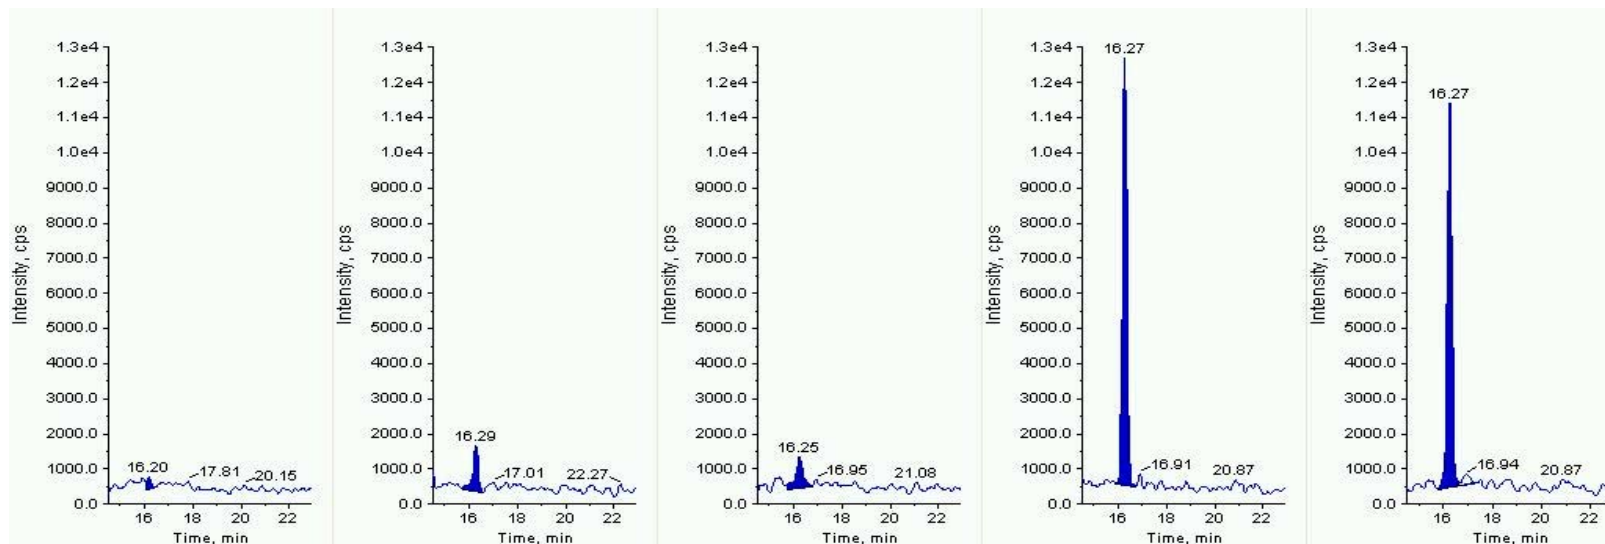 1.3e4
1.2e4
1.1e4
1.0e4
9000.0
8000.0
7000.0
6000.0
5000.0
4000.0
3000.0
2000.0
1000.0
0.0
Intensity, cps
16.20
17.81
20.15
16 18 20 22
Time, min
1.3e4
1.2e4
1.1e4
1.0e4
9000.0
8000.0
7000.0
6000.0
5000.0
4000.0
3000.0
2000.0
1000.0
0.0
Intensity, cps
16.29
17.01
22.27
16 18 20 22
Time, min
1.3e4
1.2e4
1.1e4
1.0e4
9000.0
8000.0
7000.0
6000.0
5000.0
4000.0
3000.0
2000.0
1000.0
0.0
Intensity, cps
16.25
16.95
21.08
16 18 20 22
Time, min
1.3e4
1.2e4
1.1e4
1.0e4
9000.0
8000.0
7000.0
6000.0
5000.0
4000.0
3000.0
2000.0
1000.0
0.0
Intensity, cps
16.27
16.91
20.87
16 18 20 22
Time, min
1.3e4
1.2e4
1.1e4
1.0e4
9000.0
8000.0
7000.0
6000.0
5000.0
4000.0
3000.0
2000.0
1000.0
0.0
Intensity, cps
16.27
16.94
20.87
16 18 20 22
Time, min